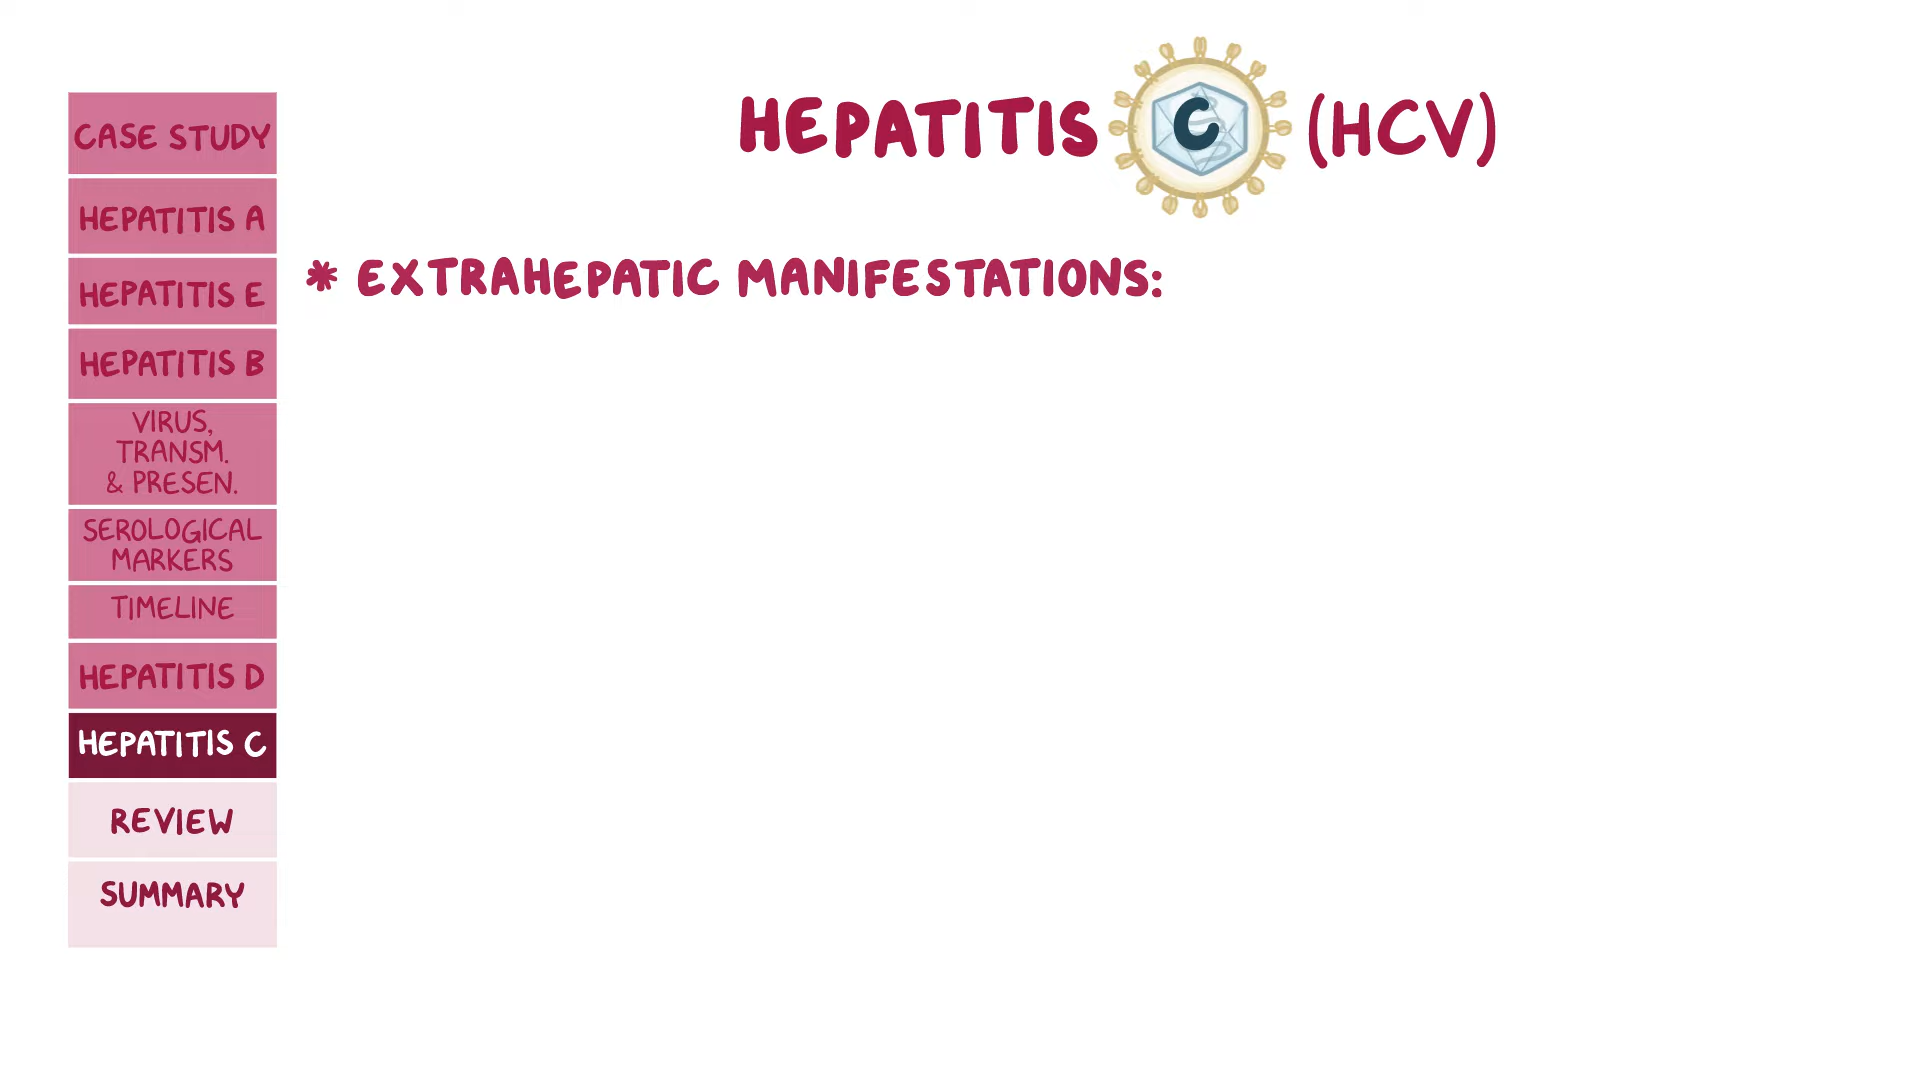 HEPATITIS C (HCV)
CASE STUDY
HEPATITIS A
HEPATITIS E
HEPATITIS B
VIRUS,
TRANSM.
& PRESEN.
SEROLOGICAL
MARKERS
TIMELINE
HEPATITIS D
HEPATITIS C
REVIEW
SUMMARY
* EXTRAHEPATIC MANIFESTATIONS: